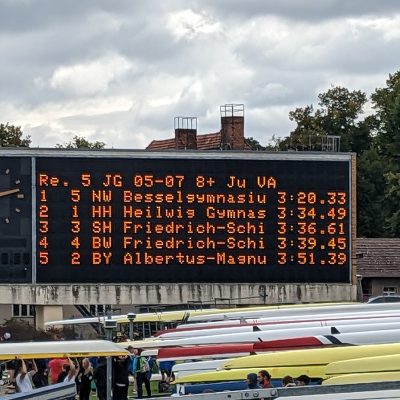 Re. 5 JG 05-07 8+ Ju VA
1 5 NW Besselgymnasiu 3:20.33
2 1 HH Heilwig Gymnas 3:34.49
3 3 SH Friedrich-Schi 3:36.61
4 4 BW Friedrich-Schi 3:39.45
5 2 BY Albertus-Magnu 3:51.39